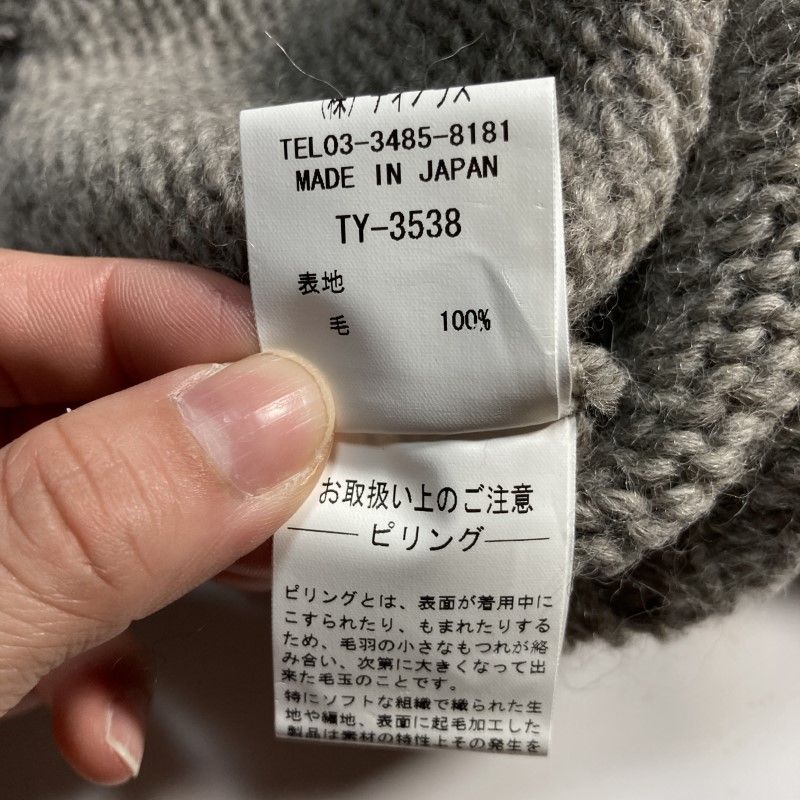 TEL03-3485-8181
MADE IN JAPAN
TY-3538
表地
毛 100%
お取扱い上のご注意
ピリング
ピリングとは、表面が着用中に
こすられたり、もまれたりする
ため、毛羽の小さなもつれが絡
み合い、次第に大きくなって出
来た毛玉のことです。
特にソフトな組織で織られた生
地や編地、表面に起毛加工した
製品は素材の特性上その発生を